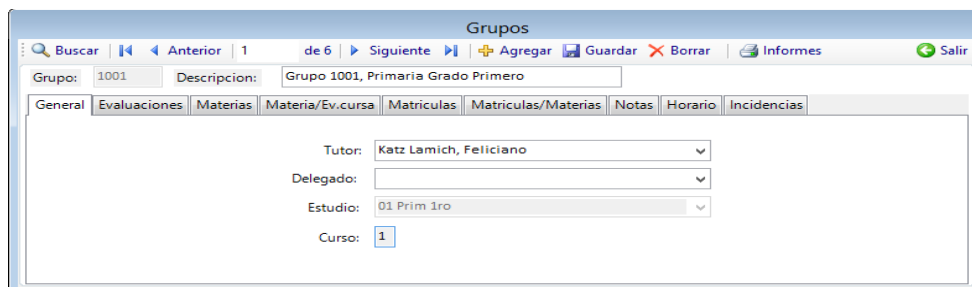 Grupos
Buscar Anterior 1 de 6 Siguiente Agregar Guardar Borrar Informes Salir
Grupo: 1001 Descripcion: Grupo 1001, Primaria Grado Primero
General Evaluaciones Materias Materia/Ev.cursa Matriculas Matriculas/Materias Notas Horario Incidencias
Tutor: Katz Lamich, Feliciano
Delegado:
Estudio: 01 Prim 1ro
Curso: 1